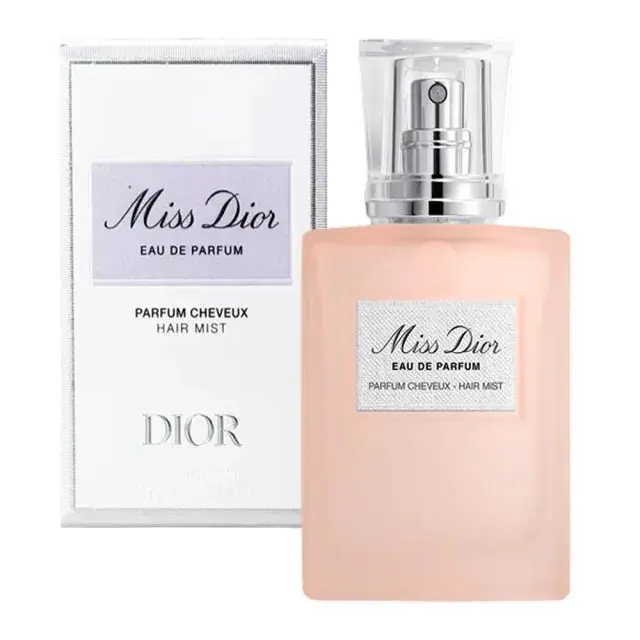 Miss Dior
EAU DE PARFUM
PARFUM CHEVEUX
HAIR MIST
DIOR
Miss Dior
EAU DE PARFUM
PARFUM CHEVEUX - HAIR MIST